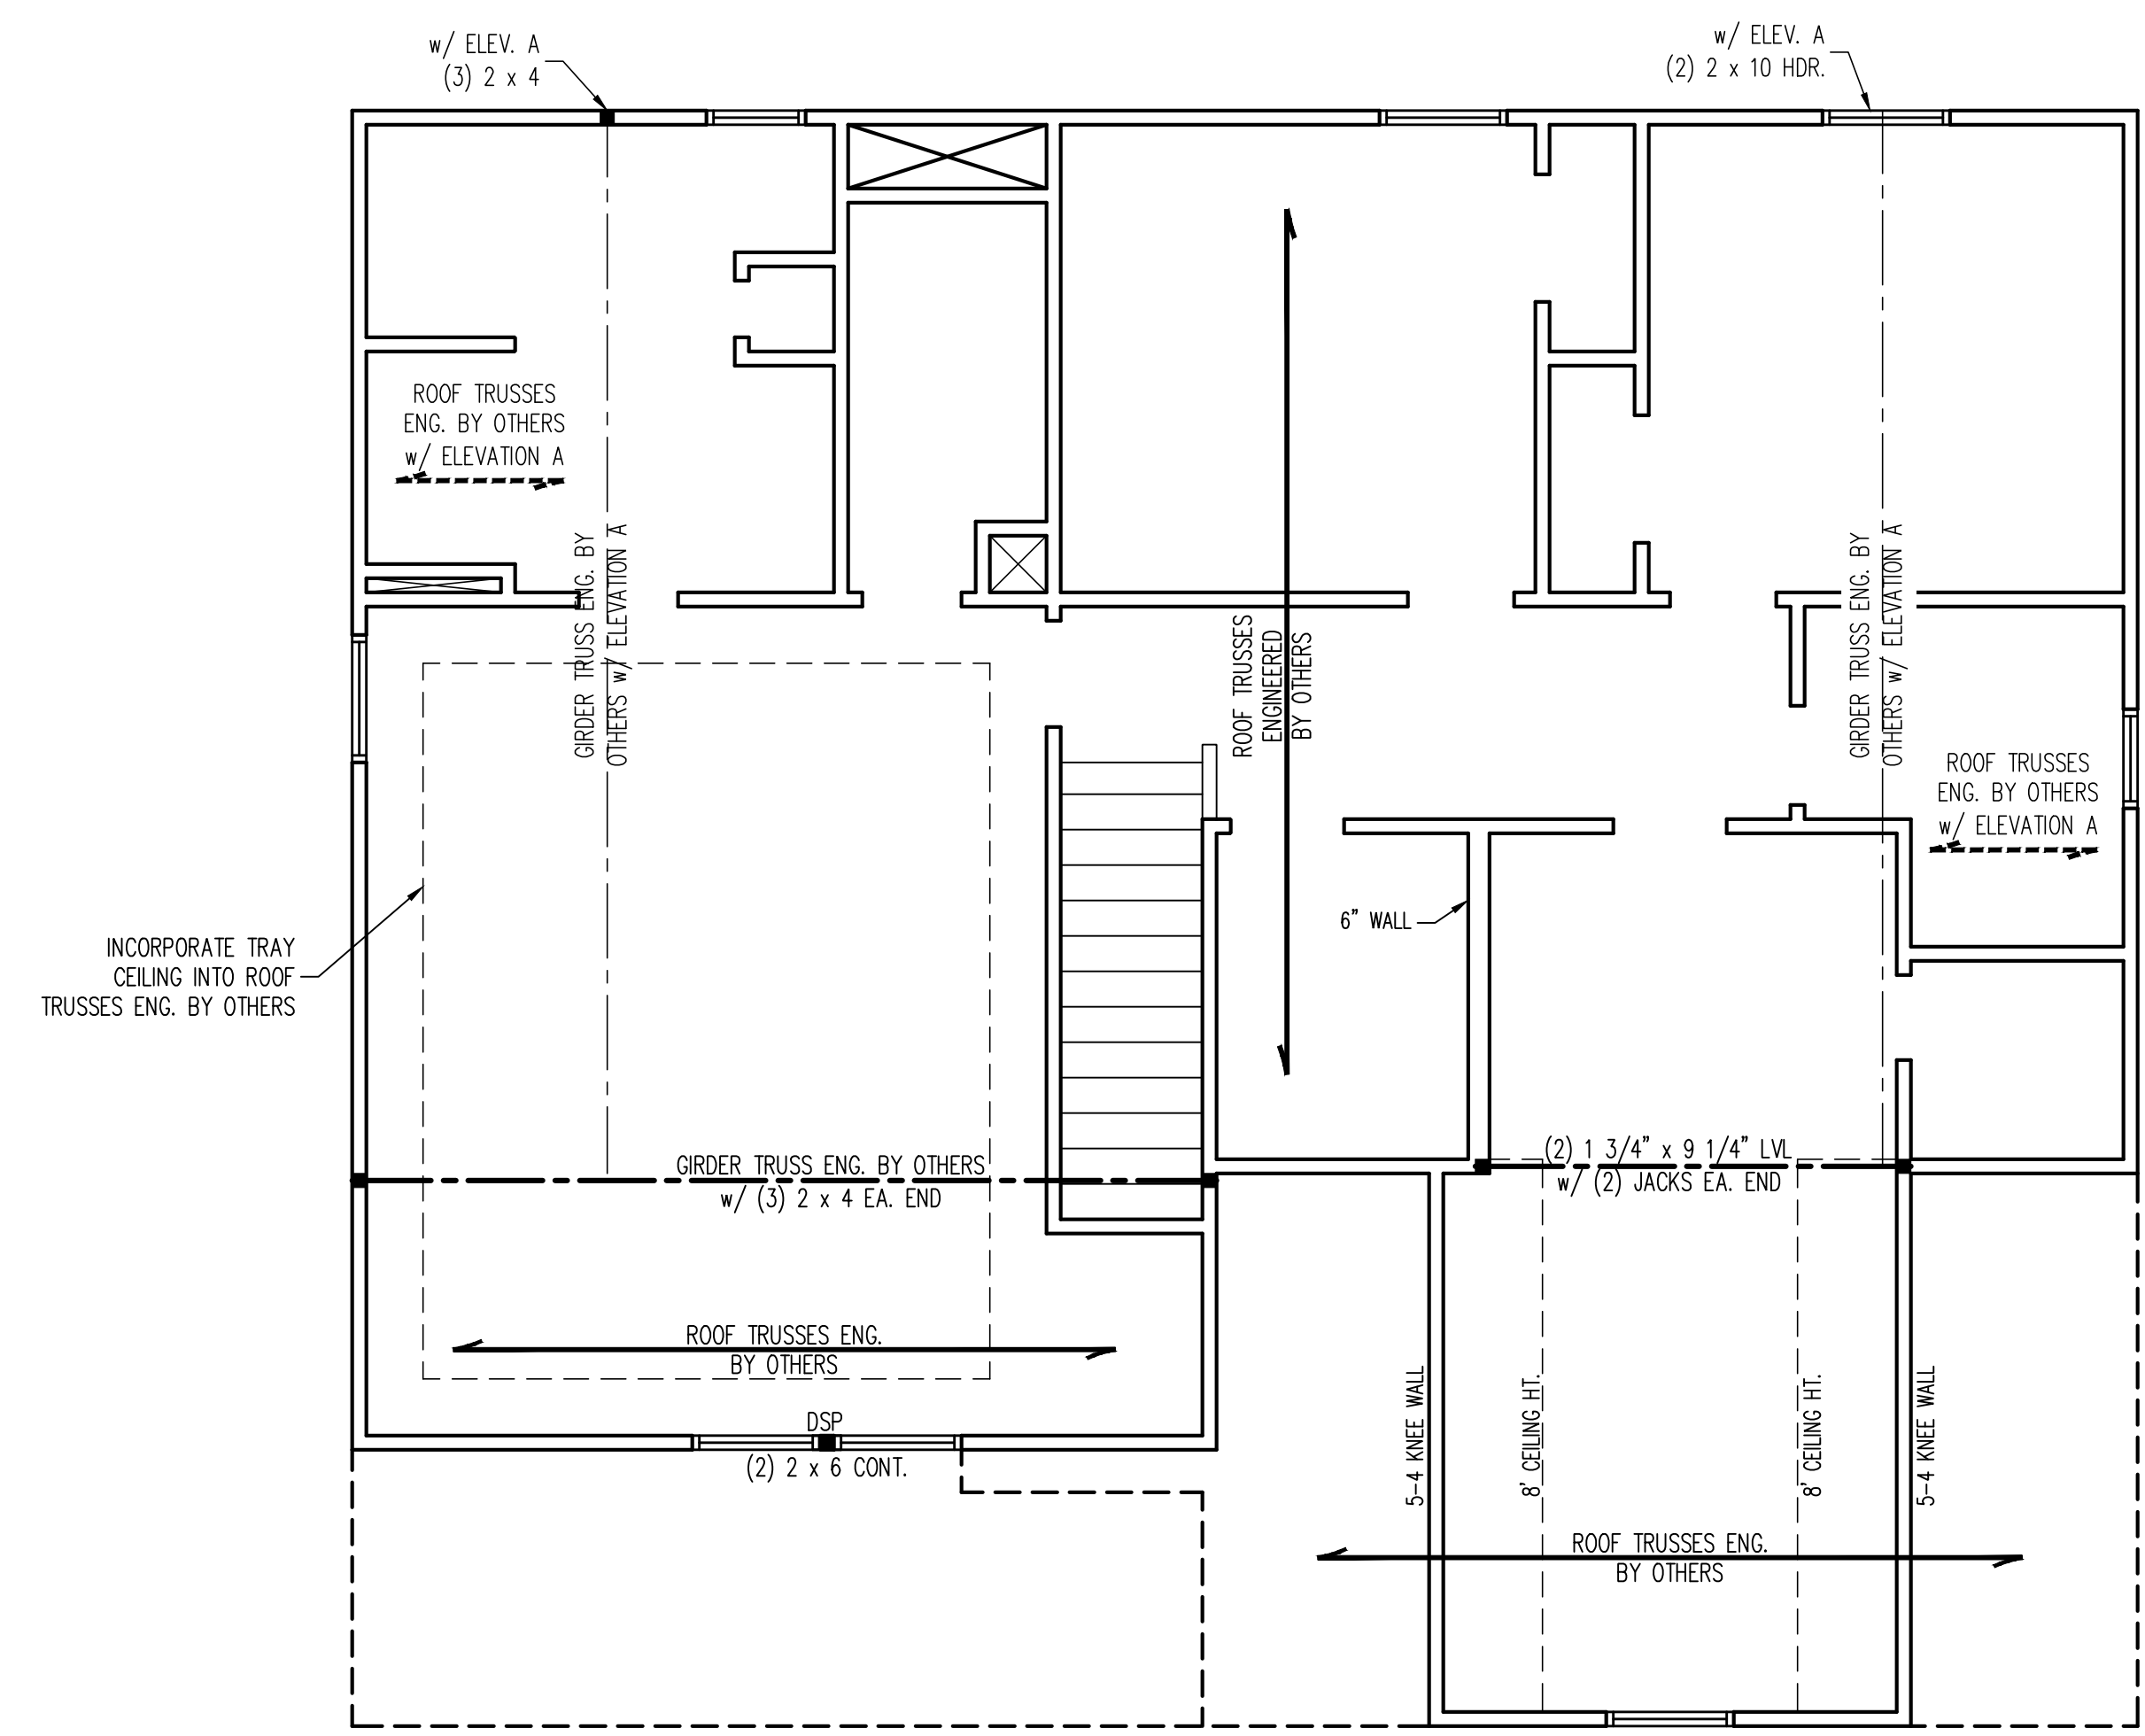 w/ ELEV. A
(3) 2 x 4
w/ ELEV. A
(2) 2 x 10 HDR.
ROOF TRUSSES
ENG. BY OTHERS
w/ ELEVATION A
GIRDER TRUSS ENG. BY
OTHERS w/ ELEVATION A
ROOF TRUSSES
ENGINEERED
BY OTHERS
GIRDER TRUSS ENG. BY
OTHERS w/ ELEVATION A
ROOF TRUSSES
ENG. BY OTHERS
w/ ELEVATION A
6" WALL
INCORPORATE TRAY
CEILING INTO ROOF
TRUSSES ENG. BY OTHERS
GIRDER TRUSS ENG. BY OTHERS
w/ (3) 2 x 4 EA. END
(2) 1 3/4" x 9 1/4" LVL
w/ (2) JACKS EA. END
ROOF TRUSSES ENG.
BY OTHERS
DSP
(2) 2 x 6 CONT.
5-4 KNEE WALL
8' CEILING HT.
8' CEILING HT.
5-4 KNEE WALL
ROOF TRUSSES ENG.
BY OTHERS